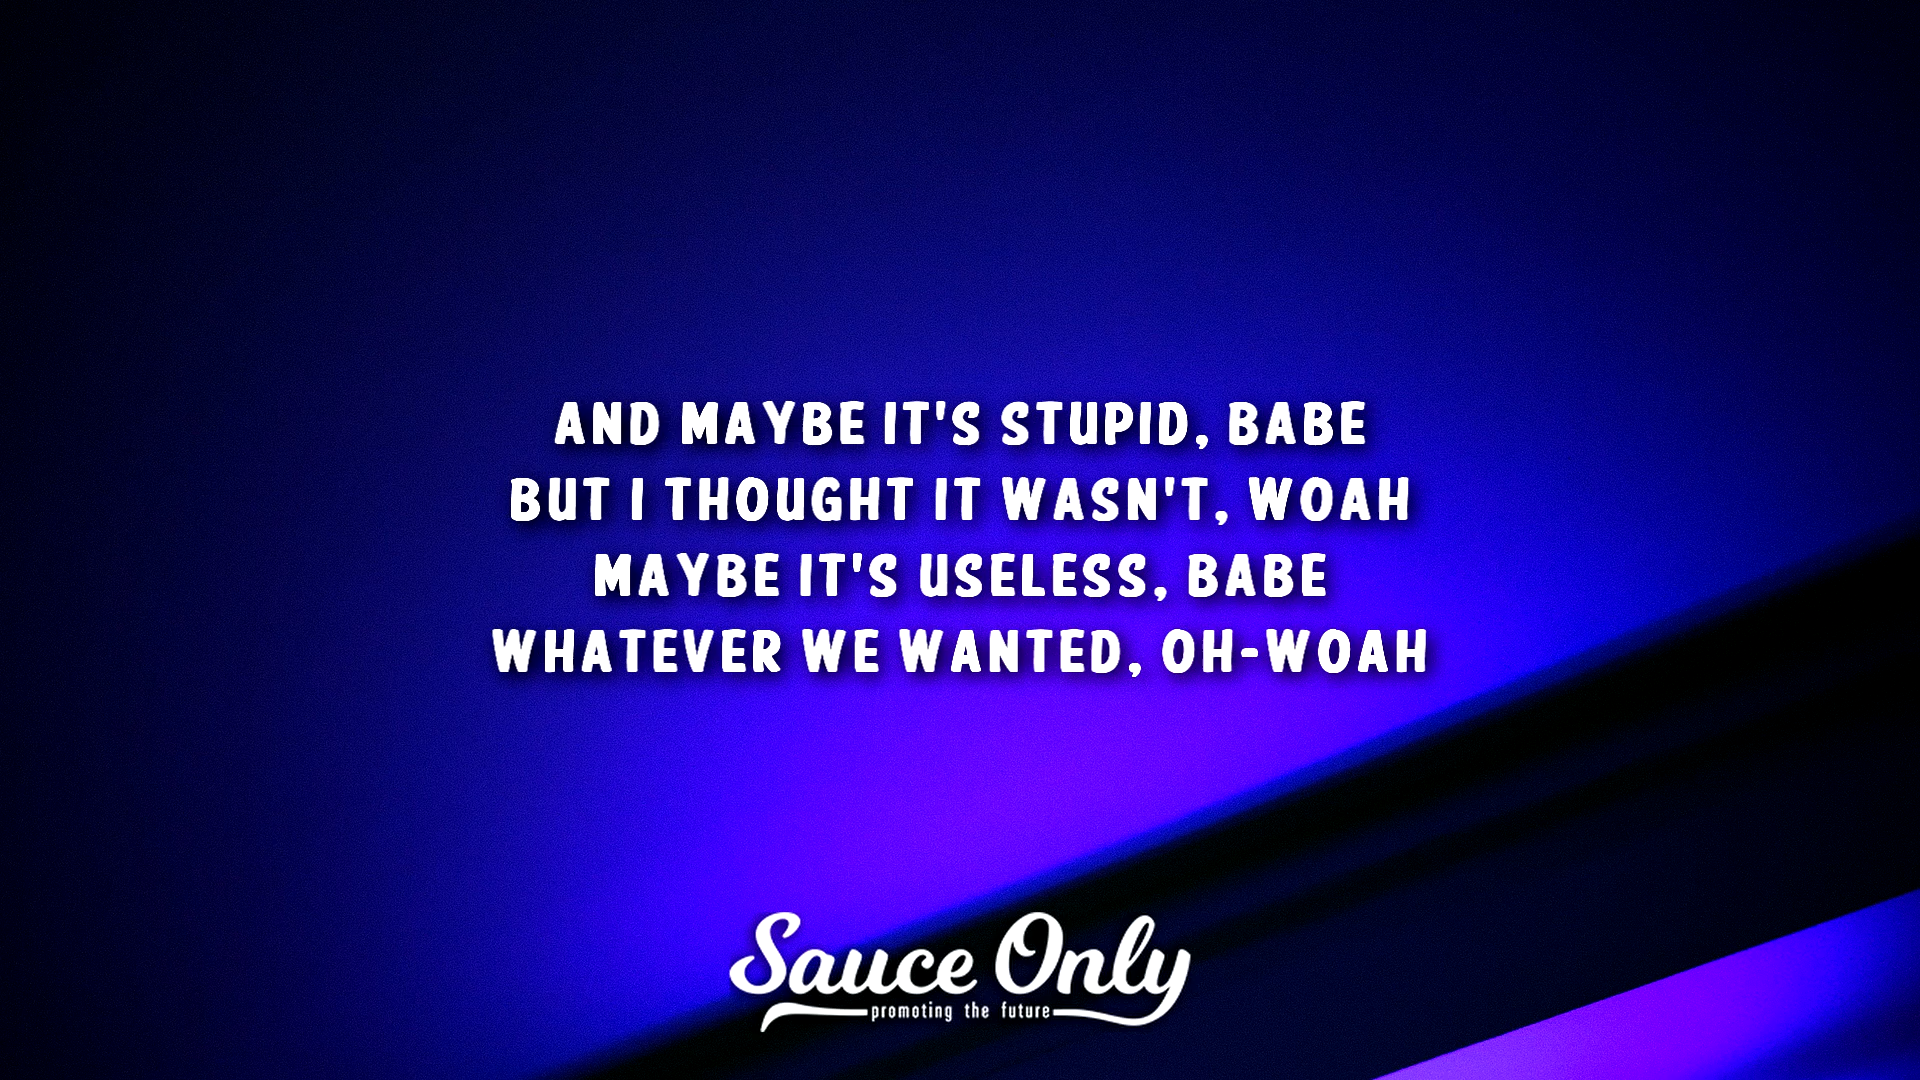 AND MAYBE IT'S STUPID, BABE
BUT I THOUGHT IT WASN'T, WOAH
MAYBE IT'S USELESS, BABE
WHATEVER WE WANTED, OH-WOAH
Sauce Only
promoting the future